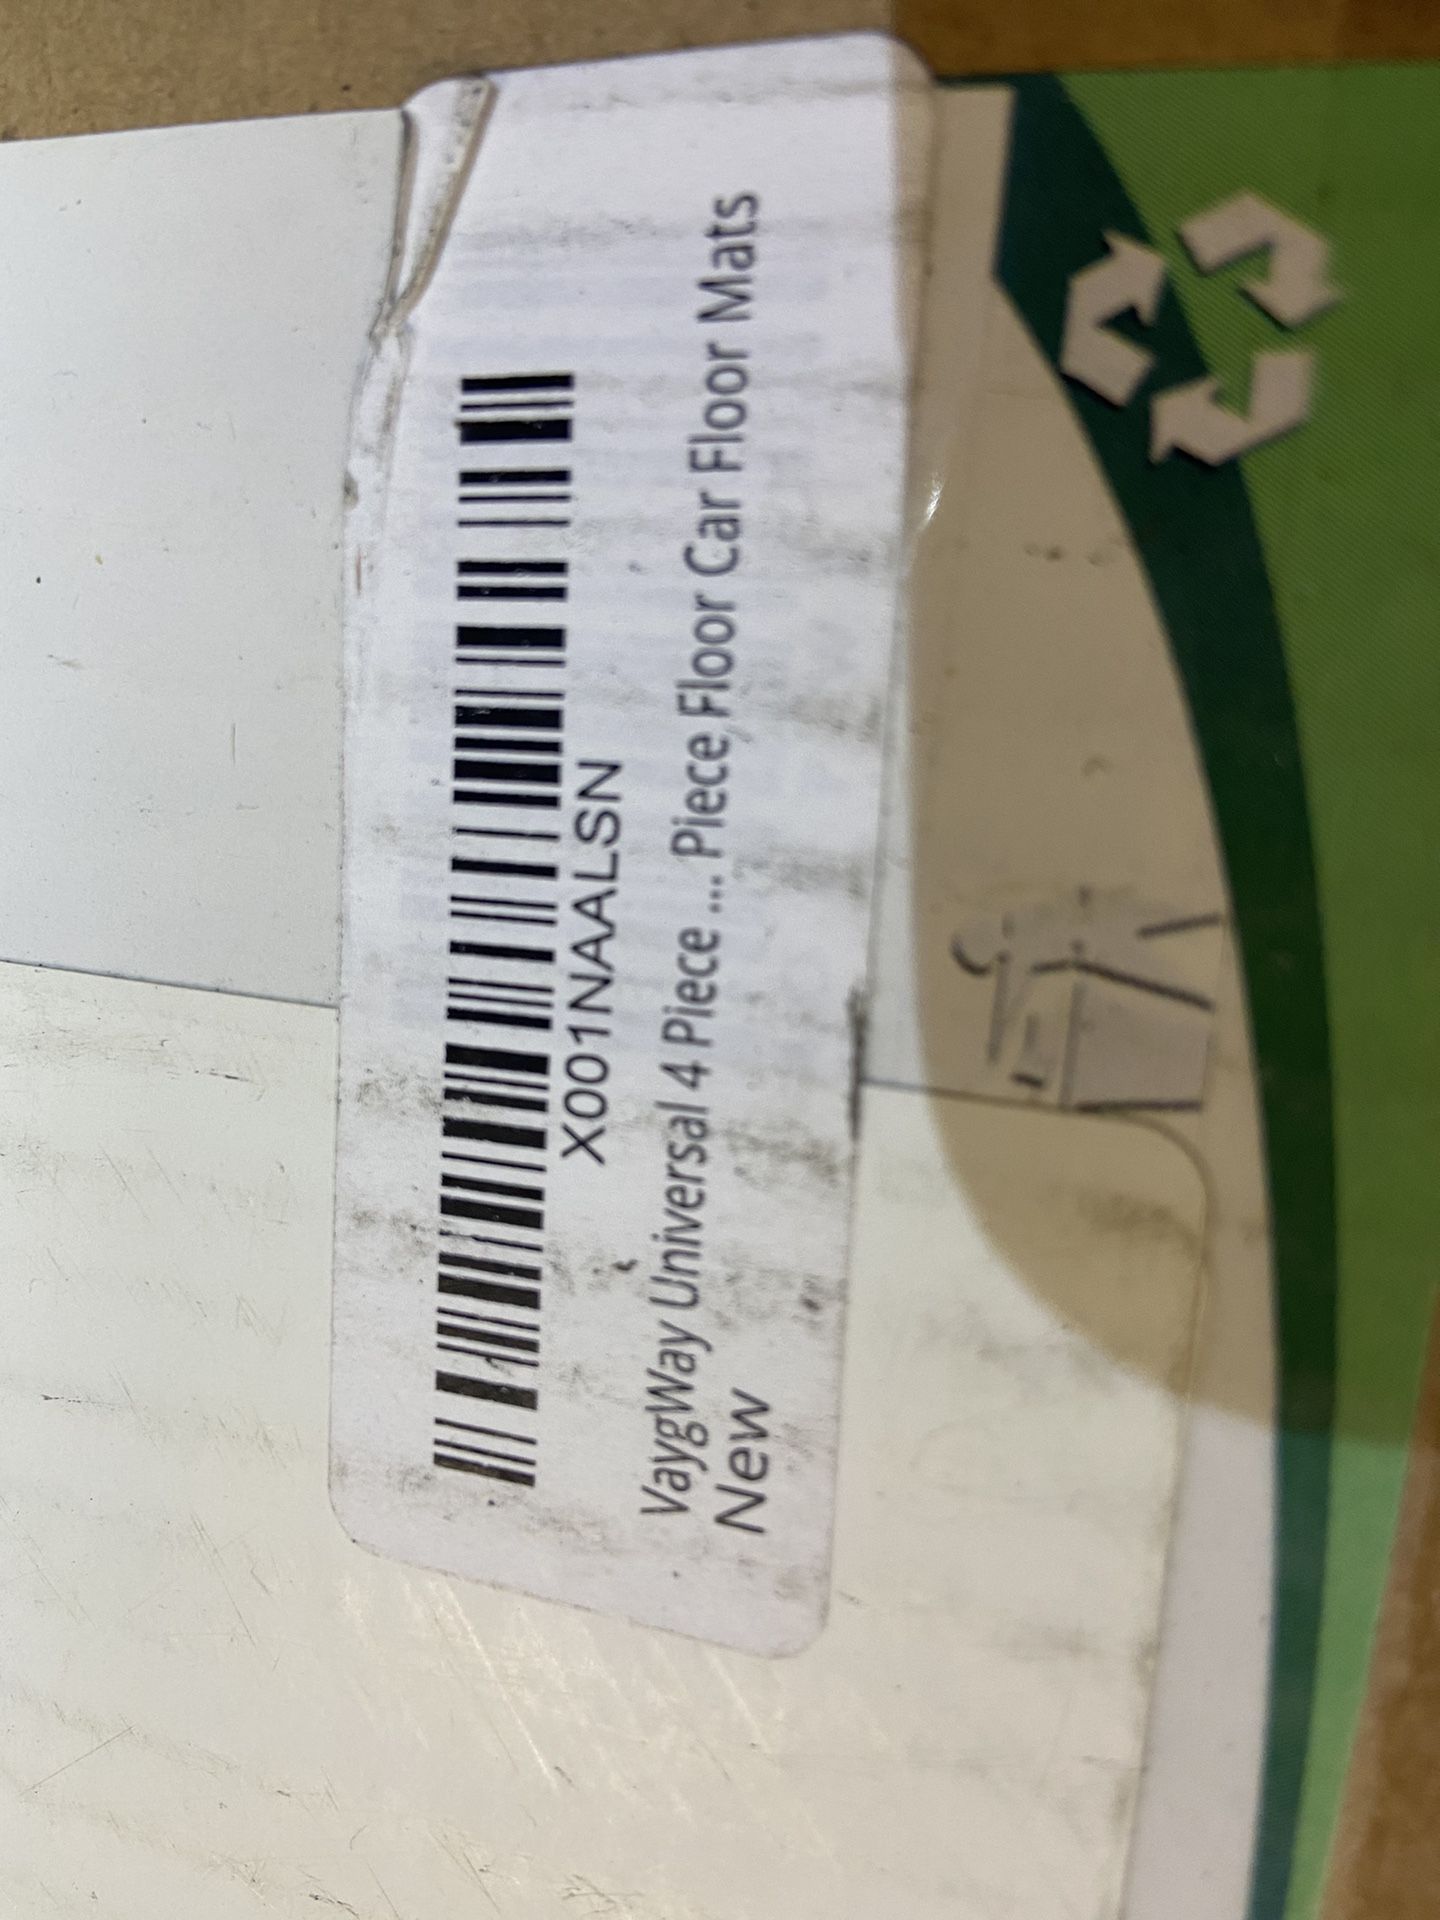 X001NAALSN
VaygWay Universal 4 Piece .... Piece,Floor Car Floor Mats
New